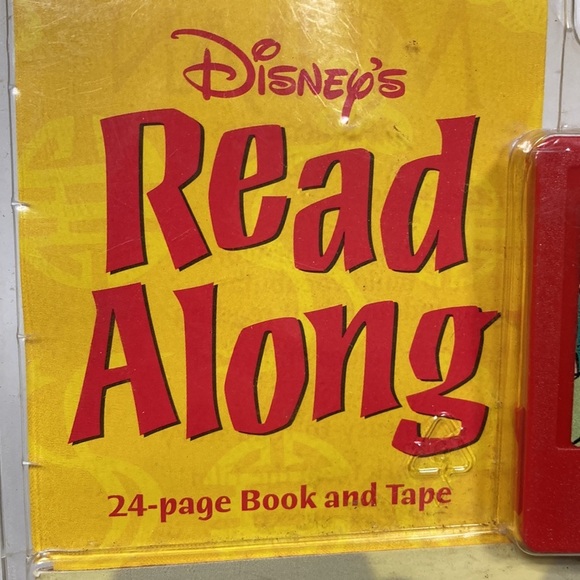 Disney's
Read
Along
24-page Book and Tape